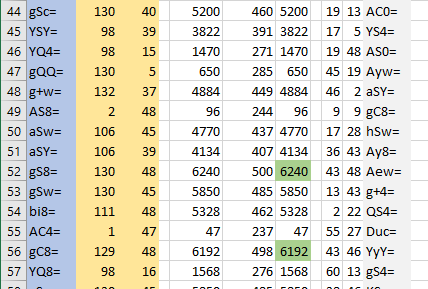 44 gSc= 130 40 5200 460 5200 19 13 AC0=
45 YSY= 98 39 3822 391 3822 17 5 YS4=
46 YQ4= 98 15 1470 271 1470 19 48 AS0=
47 gQQ= 130 5 650 285 650 45 19 Ayw=
48 g+w= 132 37 4884 449 4884 46 2 aSY=
49 AS8= 2 48 96 244 96 9 9 gC8=
50 aSw= 106 45 4770 437 4770 17 28 hSw=
51 aSY= 106 39 4134 407 4134 36 43 Ay8=
52 gS8= 130 48 6240 500 6240 43 48 Aew=
53 gSw= 130 45 5850 485 5850 13 43 g+4=
54 bi8= 111 48 5328 462 5328 2 22 QS4=
55 AC4= 1 47 47 237 47 55 27 Duc=
56 gC8= 129 48 6192 498 6192 43 46 YyY=
57 YQ8= 98 16 1568 276 1568 60 13 gS4=